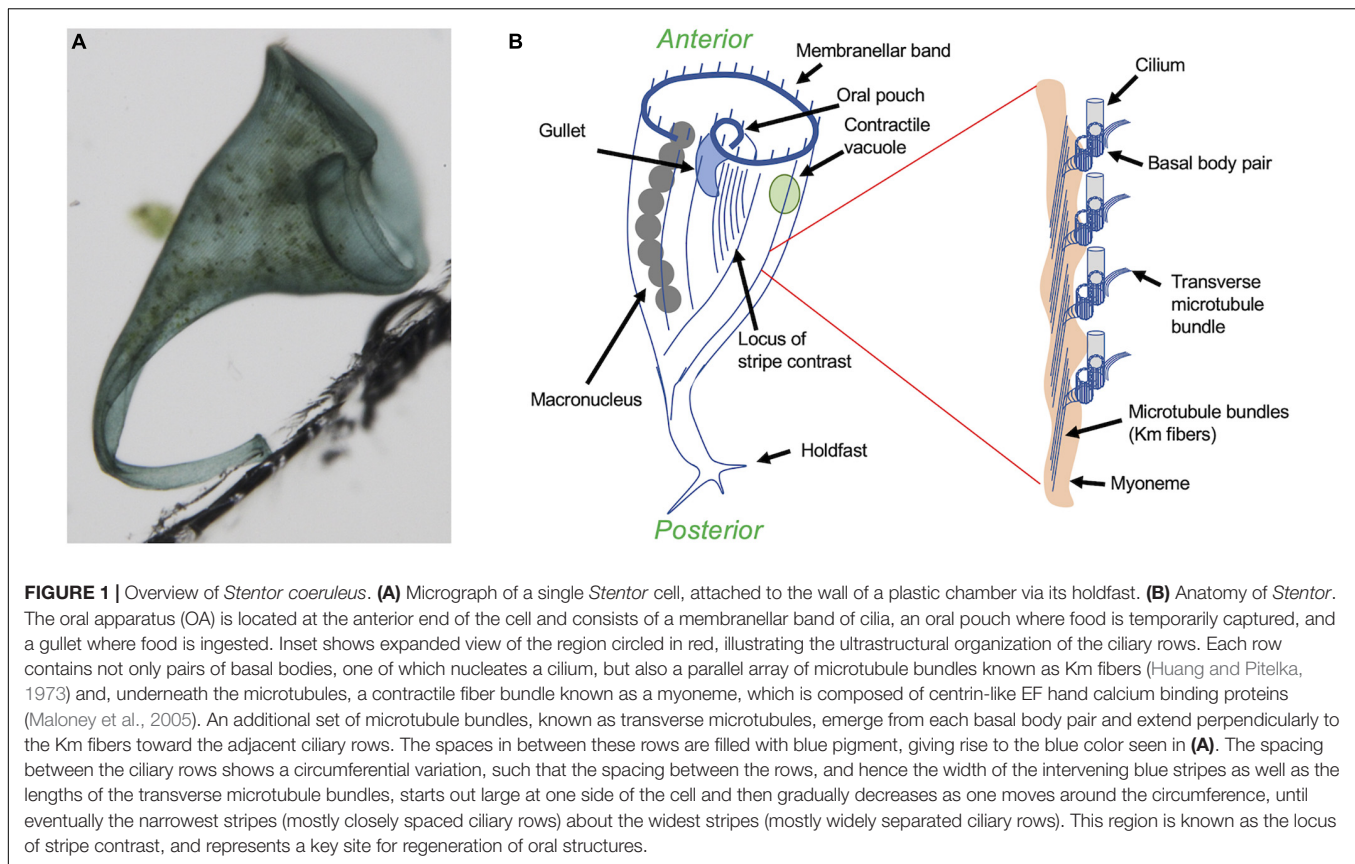 A
B
Anterior
Membranellar band
Oral pouch
Gullet
Contractile
vacuole
Locus of
stripe contrast
Macronucleus
Holdfast
Posterior
Cilium
Basal body pair
Transverse
microtubule
bundle
Microtubule bundles
(Km fibers)
Myoneme
FIGURE 1 | Overview of Stentor coeruleus. (A) Micrograph of a single Stentor cell, attached to the wall of a plastic chamber via its holdfast. (B) Anatomy of Stentor.
The oral apparatus (OA) is located at the anterior end of the cell and consists of a membranellar band of cilia, an oral pouch where food is temporarily captured, and
a gullet where food is ingested. Inset shows expanded view of the region circled in red, illustrating the ultrastructural organization of the ciliary rows. Each row
contains not only pairs of basal bodies, one of which nucleates a cilium, but also a parallel array of microtubule bundles known as Km fibers (Huang and Pitelka,
1973) and, underneath the microtubules, a contractile fiber bundle known as a myoneme, which is composed of centrin-like EF hand calcium binding proteins
(Maloney et al., 2005). An additional set of microtubule bundles, known as transverse microtubules, emerge from each basal body pair and extend perpendicularly to
the Km fibers toward the adjacent ciliary rows. The spaces in between these rows are filled with blue pigment, giving rise to the blue color seen in (A). The spacing
between the ciliary rows shows a circumferential variation, such that the spacing between the rows, and hence the width of the intervening blue stripes as well as the
lengths of the transverse microtubule bundles, starts out large at one side of the cell and then gradually decreases as one moves around the circumference, until
eventually the narrowest stripes (mostly closely spaced ciliary rows) about the widest stripes (mostly widely separated ciliary rows). This region is known as the locus
of stripe contrast, and represents a key site for regeneration of oral structures.